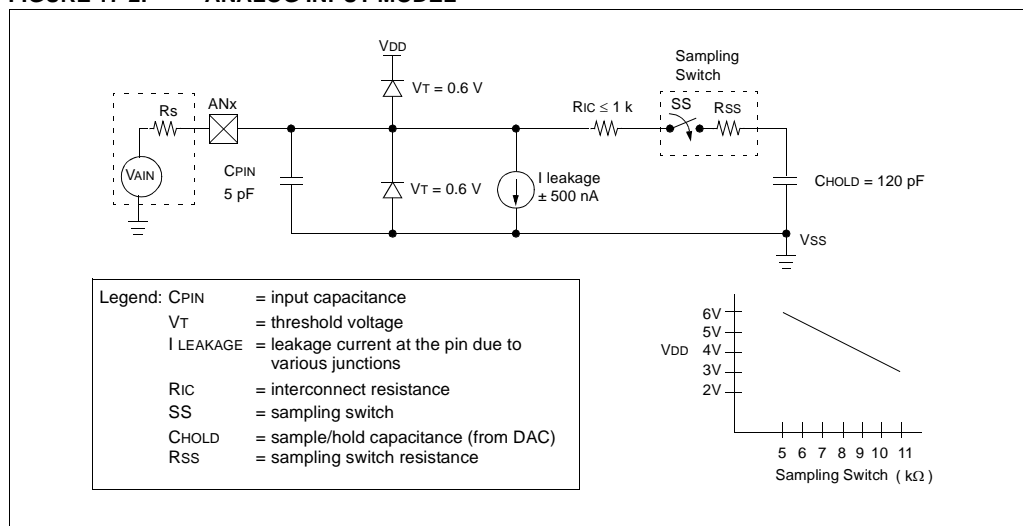 VDD
Sampling
Switch
VT = 0.6 V
RIC ≤ 1 k
SS
RSS
Rs
ANx
VAIN
CPIN
5 pF
VT = 0.6 V
I leakage
± 500 nA
CHOLD = 120 pF
VSS
Legend: CPIN = input capacitance
VT = threshold voltage
I LEAKAGE = leakage current at the pin due to
various junctions
RIC = interconnect resistance
SS = sampling switch
CHOLD = sample/hold capacitance (from DAC)
RSS = sampling switch resistance
6V
5V
VDD 4V
3V
2V
5 6 7 8 9 10 11
Sampling Switch ( kΩ )